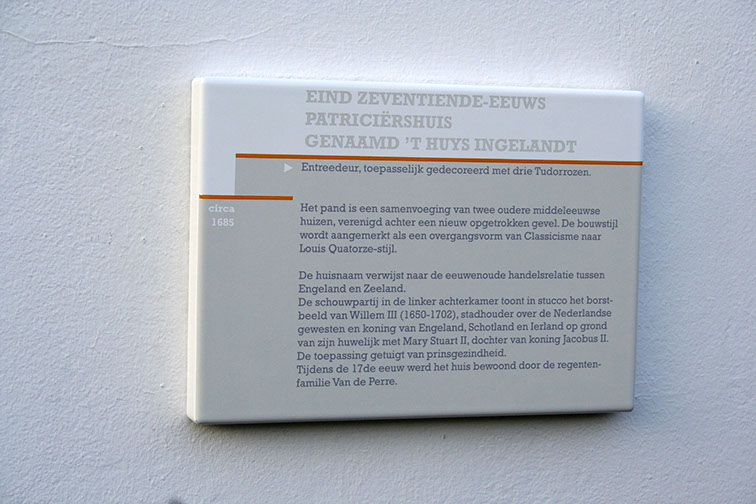 EIND ZEVENTIENDE-EEUWS
PATRICIËRSHUIS
GENAAMD 'T HUYS INGELANDT
Entreedeur, toepasselijk gedecoreerd met drie Tudorrozen.
circa
1685
Het pand is een samenvoeging van twee oudere middeleeuwse
huizen, verenigd achter een nieuw opgetrokken gevel. De bouwstijl
wordt aangemerkt als een overgangsvorm van Classicisme naar
Louis Quatorze-stijl.
De huisnaam verwijst naar de eeuwenoude handelsrelatie tussen
Engeland en Zeeland.
De schouwpartij in de linker achterkamer toont in stucco het borst-
beeld van Willem III (1650-1702), stadhouder over de Nederlandse
gewesten en koning van Engeland, Schotland en Ierland op grond
van zijn huwelijk met Mary Stuart II, dochter van koning Jacobus II.
De toepassing getuigt van prinsgezindheid.
Tijdens de 17de eeuw werd het huis bewoond door de regenten-
familie Van de Perre.